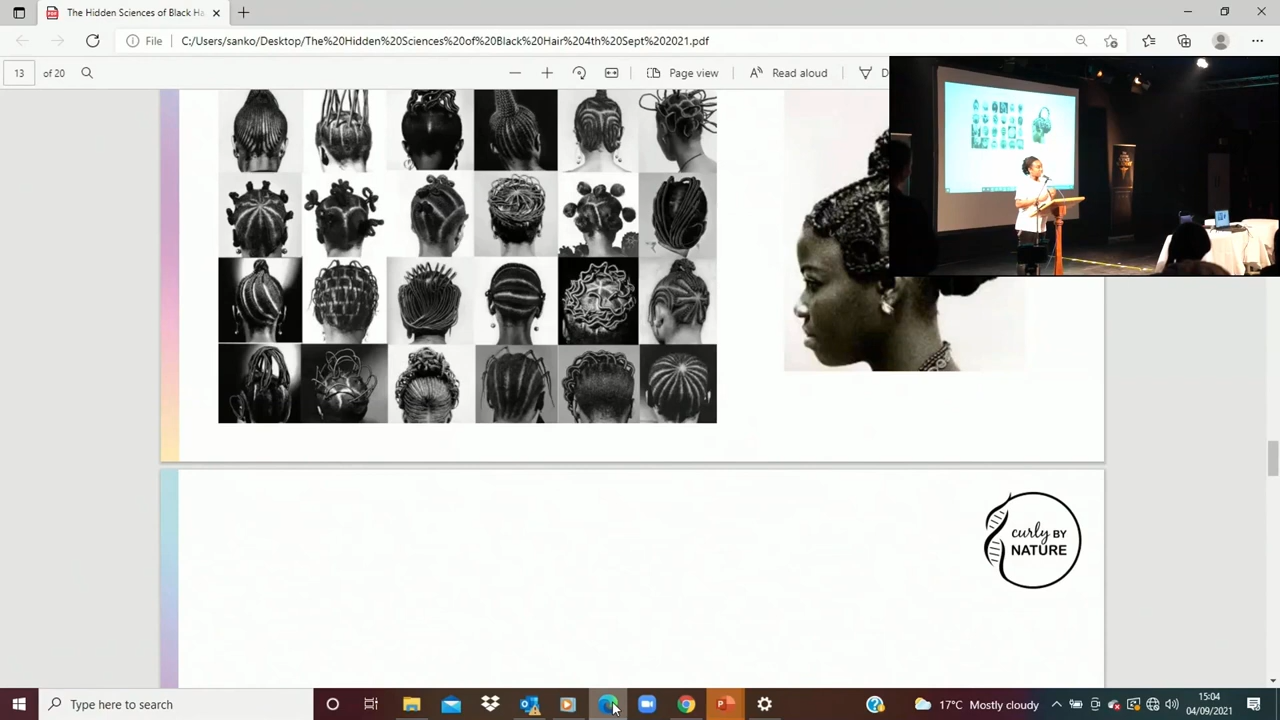 The Hidden Sciences of Black Ha
File
C:/Users/sanko/Desktop/The%20Hidden%20Sciences%20of%20Black%20Hair%204th%20Sept%202021.pdf
13 of 20
Page view
Read aloud
D
curly BY
NATURE
Type here to search
17°C Mostly cloudy
15:04
04/09/2021